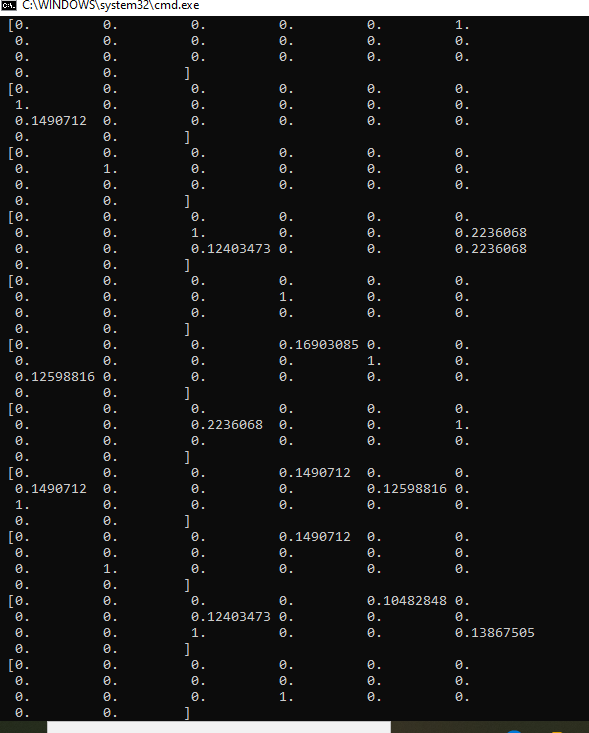 C:\WINDOWS\system32\cmd.exe
[0. 0. 0. 0. 0. 1.
0. 0. 0. 0. 0. 0.
0. 0. 0. 0. 0. 0.
0. 0. ]
[0. 0. 0. 0. 0. 0.
1. 0. 0. 0. 0. 0.
0.1490712 0. 0. 0. 0. 0.
0. 0. ]
[0. 0. 0. 0. 0. 0.
0. 1. 0. 0. 0. 0.
0. 0. 0. 0. 0. 0.
0. 0. ]
[0. 0. 0. 0. 0. 0.
0. 0. 1. 0. 0. 0.2236068
0. 0. 0.12403473 0. 0. 0.2236068
0. 0. ]
[0. 0. 0. 0. 0. 0.
0. 0. 0. 1. 0. 0.
0. 0. 0. 0. 0. 0.
0. 0. ]
[0. 0. 0. 0.16903085 0. 0.
0. 0. 0. 0. 1. 0.
0.12598816 0. 0. 0. 0. 0.
0. 0. ]
[0. 0. 0. 0. 0. 0.
0. 0. 0.2236068 0. 0. 1.
0. 0. 0. 0. 0. 0.
0. 0. ]
[0. 0. 0. 0.1490712 0. 0.
0.1490712 0. 0. 0. 0.12598816 0.
1. 0. 0. 0. 0. 0.
0. 0. ]
[0. 0. 0. 0.1490712 0. 0.
0. 0. 0. 0. 0. 0.
0. 1. 0. 0. 0. 0.
0. 0. ]
[0. 0. 0. 0. 0.10482848 0.
0. 0. 0.12403473 0. 0. 0.
0. 0. 1. 0. 0. 0.13867505
0. 0. ]
[0. 0. 0. 0. 0. 0.
0. 0. 0. 0. 0. 0.
0. 0. 0. 1. 0. 0.
0. 0. ]